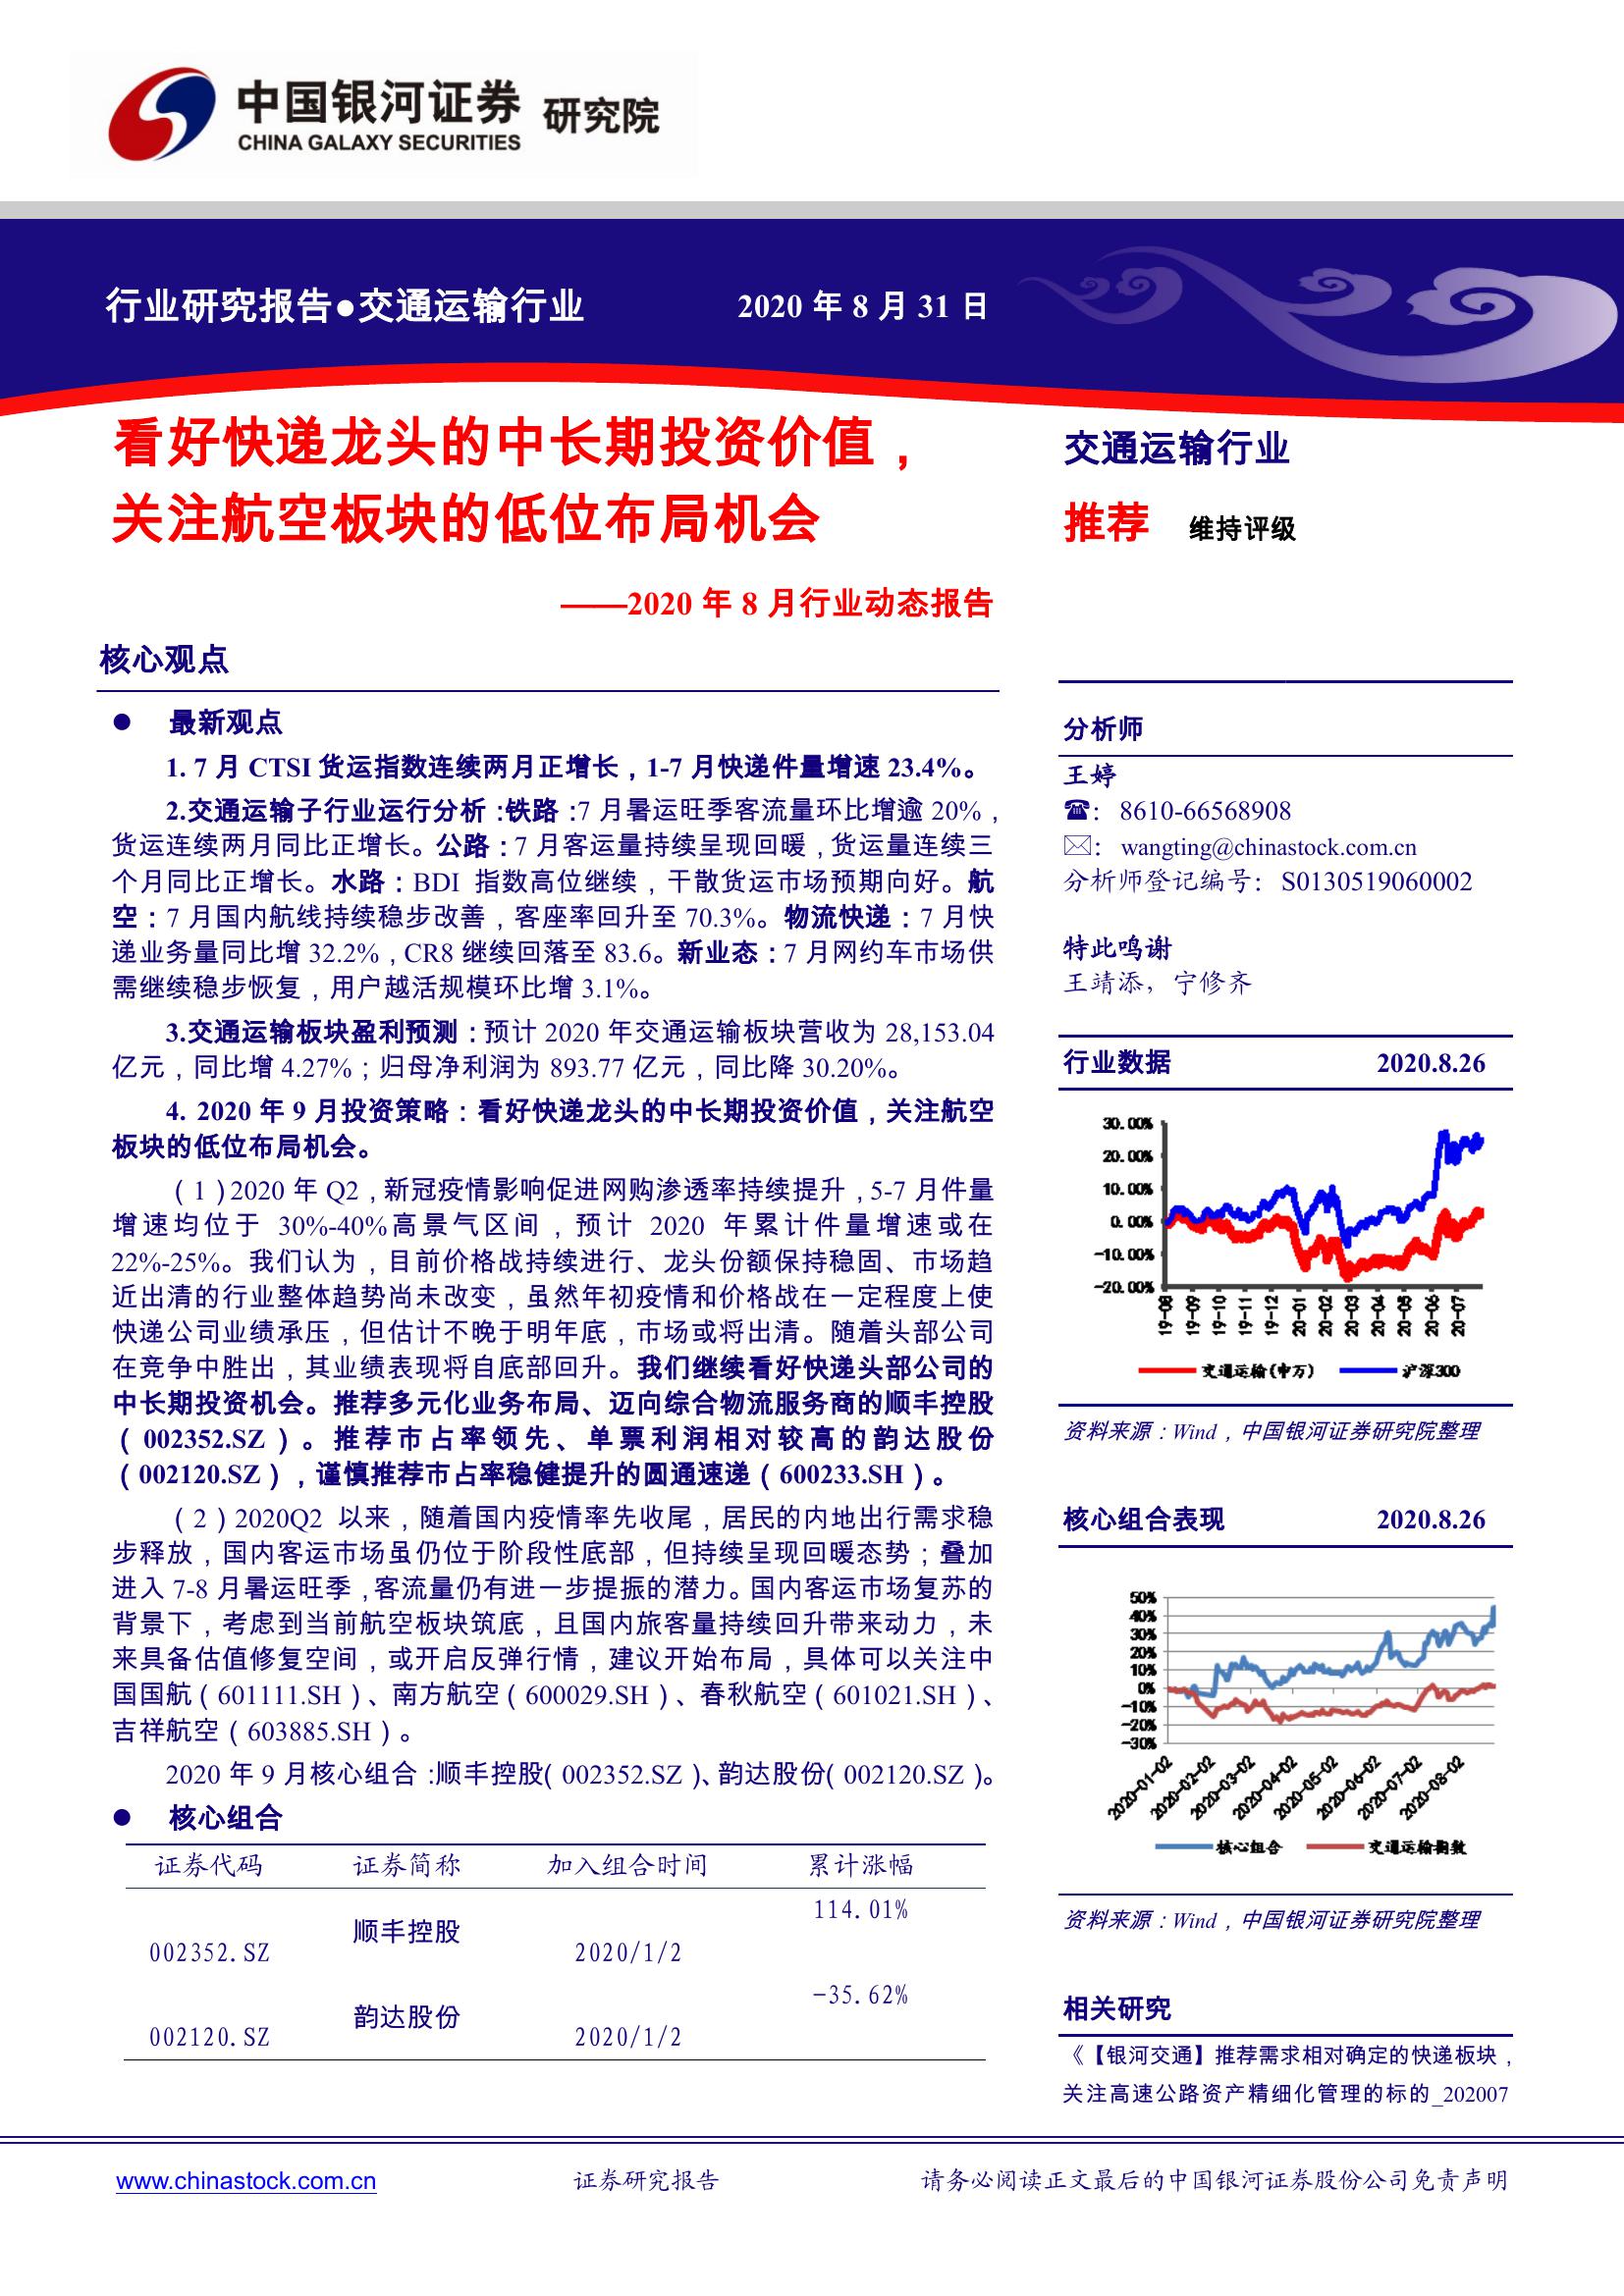 中国银河证券 研究院
CHINA GALAXY SECURITIES
行业研究报告●交通运输行业 2020 年 8 月 31 日
看好快递龙头的中长期投资价值，
关注航空板块的低位布局机会
——2020 年 8 月行业动态报告
核心观点
● 最新观点
1. 7 月 CTSI 货运指数连续两月正增长，1-7 月快递件量增速 23.4%。
2.交通运输子行业运行分析：铁路：7 月暑运旺季客流量环比增逾 20%，
货运连续两月同比正增长。公路：7 月客运量持续呈现回暖，货运量连续三
个月同比正增长。水路：BDI 指数高位继续，干散货运市场预期向好。航
空：7 月国内航线持续稳步改善，客座率回升至 70.3%。物流快递：7 月快
递业务量同比增 32.2%，CR8 继续回落至 83.6。新业态：7 月网约车市场供
需继续稳步恢复，用户越活规模环比增 3.1%。
3.交通运输板块盈利预测：预计 2020 年交通运输板块营收为 28,153.04
亿元，同比增 4.27%；归母净利润为 893.77 亿元，同比降 30.20%。
4. 2020 年 9 月投资策略：看好快递龙头的中长期投资价值，关注航空
板块的低位布局机会。
（1）2020 年 Q2，新冠疫情影响促进网购渗透率持续提升，5-7 月件量
增速均位于 30%-40%高景气区间，预计 2020 年累计件量增速或在
22%-25%。我们认为，目前价格战持续进行、龙头份额保持稳固、市场趋
近出清的行业整体趋势尚未改变，虽然年初疫情和价格战在一定程度上使
快递公司业绩承压，但估计不晚于明年底，市场或将出清。随着头部公司
在竞争中胜出，其业绩表现将自底部回升。我们继续看好快递头部公司的
中长期投资机会。推荐多元化业务布局、迈向综合物流服务商的顺丰控股
（002352.SZ）。推荐市占率领先、单票利润相对较高的韵达股份
（002120.SZ），谨慎推荐市占率稳健提升的圆通速递（600233.SH）。
（2）2020Q2 以来，随着国内疫情率先收尾，居民的内地出行需求稳
步释放，国内客运市场虽仍位于阶段性底部，但持续呈现回暖态势；叠加
进入 7-8 月暑运旺季，客流量仍有进一步提振的潜力。国内客运市场复苏的
背景下，考虑到当前航空板块筑底，且国内旅客量持续回升带来动力，未
来具备估值修复空间，或开启反弹行情，建议开始布局，具体可以关注中
国国航（601111.SH）、南方航空（600029.SH）、春秋航空（601021.SH）、
吉祥航空（603885.SH）。
2020 年 9 月核心组合：顺丰控股（002352.SZ）、韵达股份（002120.SZ）。
● 核心组合
证券代码 证券简称 加入组合时间 累计涨幅
002352.SZ 顺丰控股 2020/1/2 114.01%
002120.SZ 韵达股份 2020/1/2 -35.62%
交通运输行业
推荐 维持评级
分析师
王婷
☎：8610-66568908
✉：wangting@chinastock.com.cn
分析师登记编号：S0130519060002
特此鸣谢
王靖添，宁修齐
行业数据 2020.8.26
30.00%
20.00%
10.00%
0.00%
-10.00%
-20.00%
19-08 19-09 19-10 19-11 19-12 20-01 20-02 20-03 20-04 20-05 20-06 20-07
交通运输(申万) 沪深300
资料来源：Wind，中国银河证券研究院整理
核心组合表现 2020.8.26
50%
40%
30%
20%
10%
0%
-10%
-20%
-30%
2020-01-02 2020-02-02 2020-03-02 2020-04-02 2020-05-02 2020-06-02 2020-07-02 2020-08-02
核心组合 交通运输指数
资料来源：Wind，中国银河证券研究院整理
相关研究
《【银河交通】推荐需求相对确定的快递板块，
关注高速公路资产精细化管理的标的_202007
www.chinastock.com.cn 证券研究报告 请务必阅读正文最后的中国银河证券股份公司免责声明